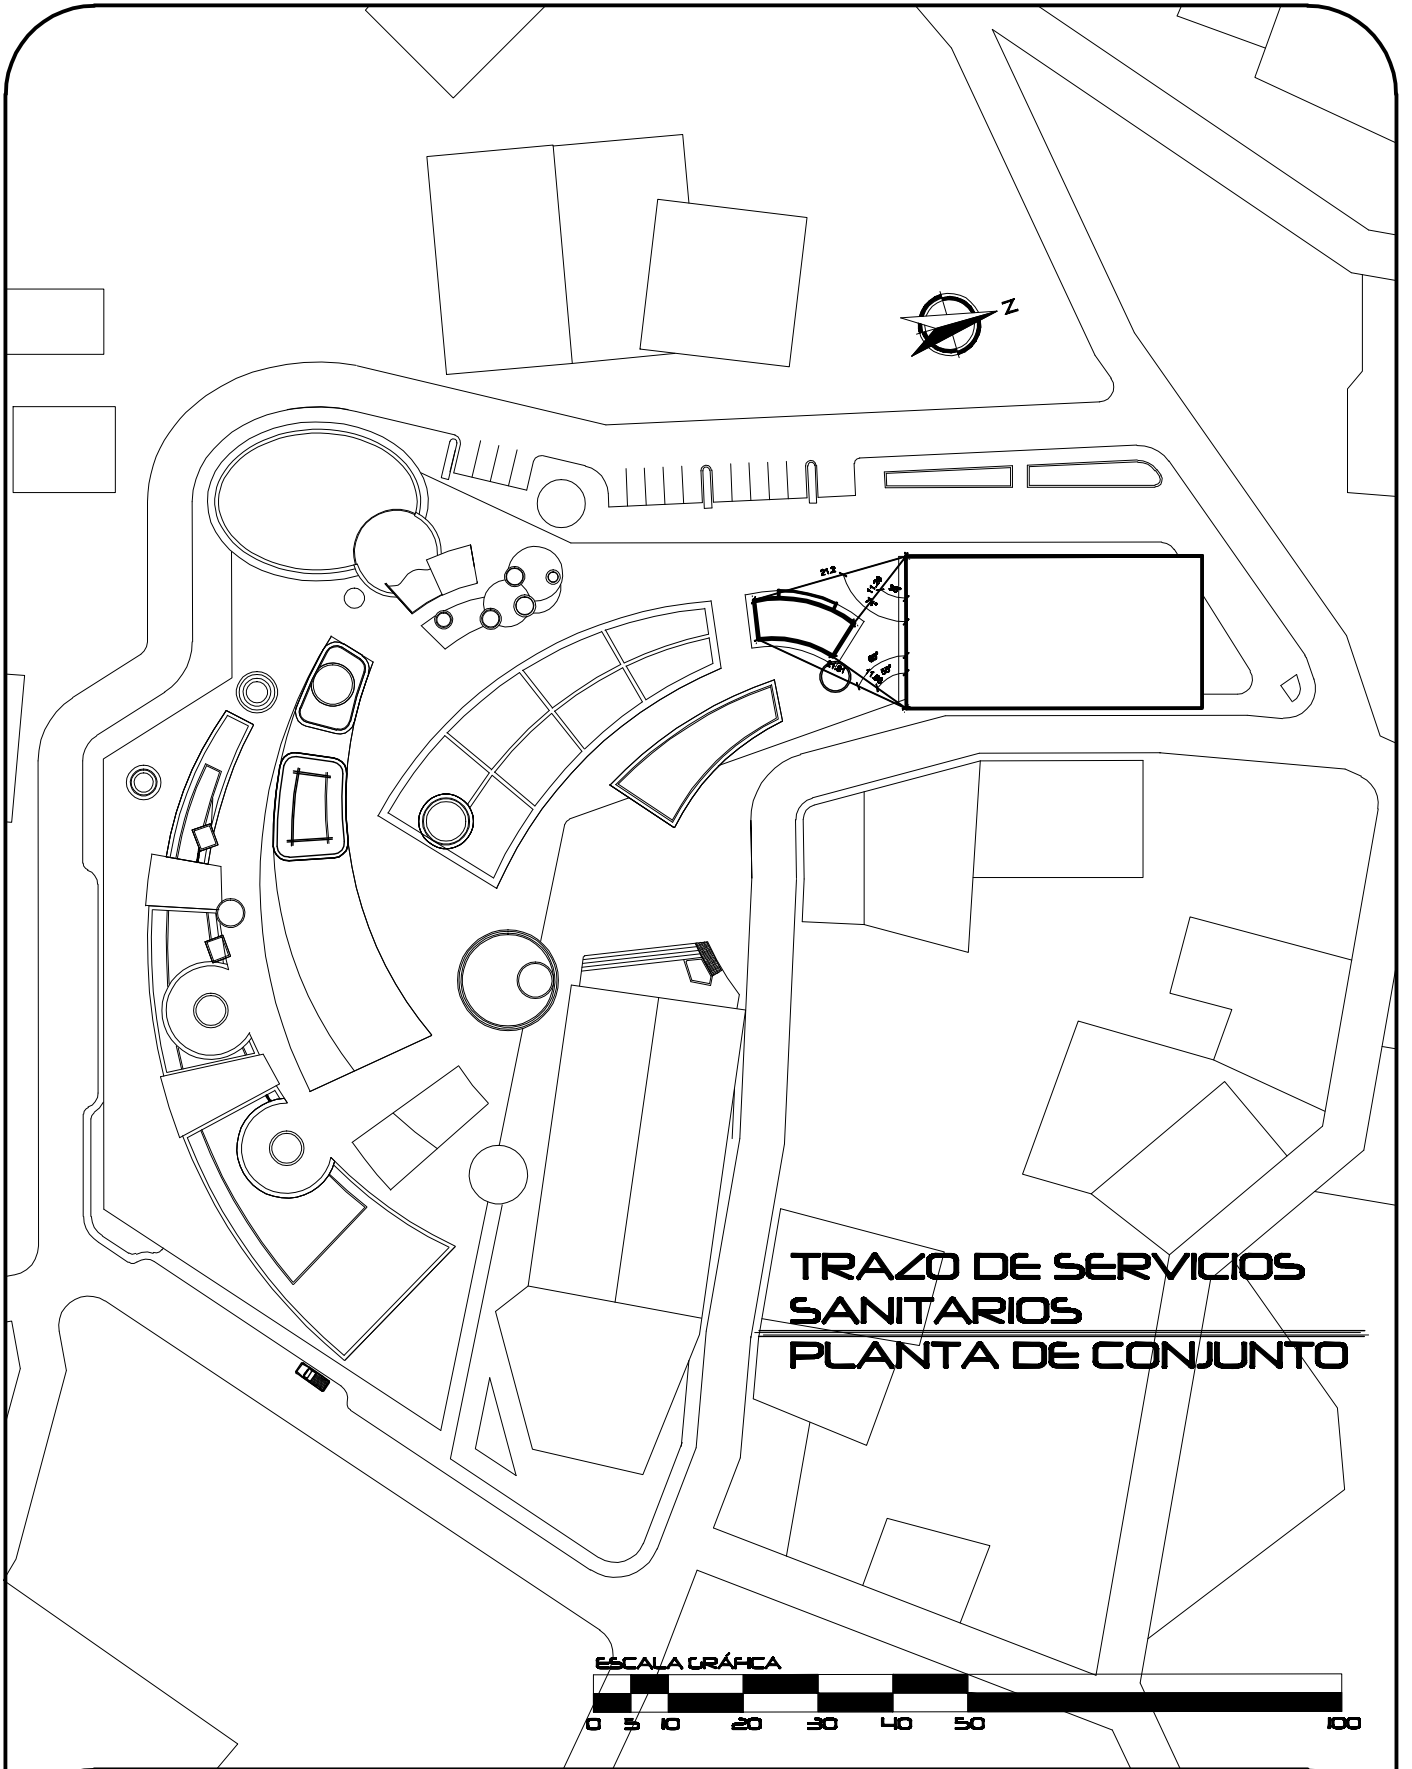 N
21.2
TRAZO DE SERVICIOS
SANITARIOS
PLANTA DE CONJUNTO
ESCALA GRÁFICA
0 5 10 20 30 40 50 100